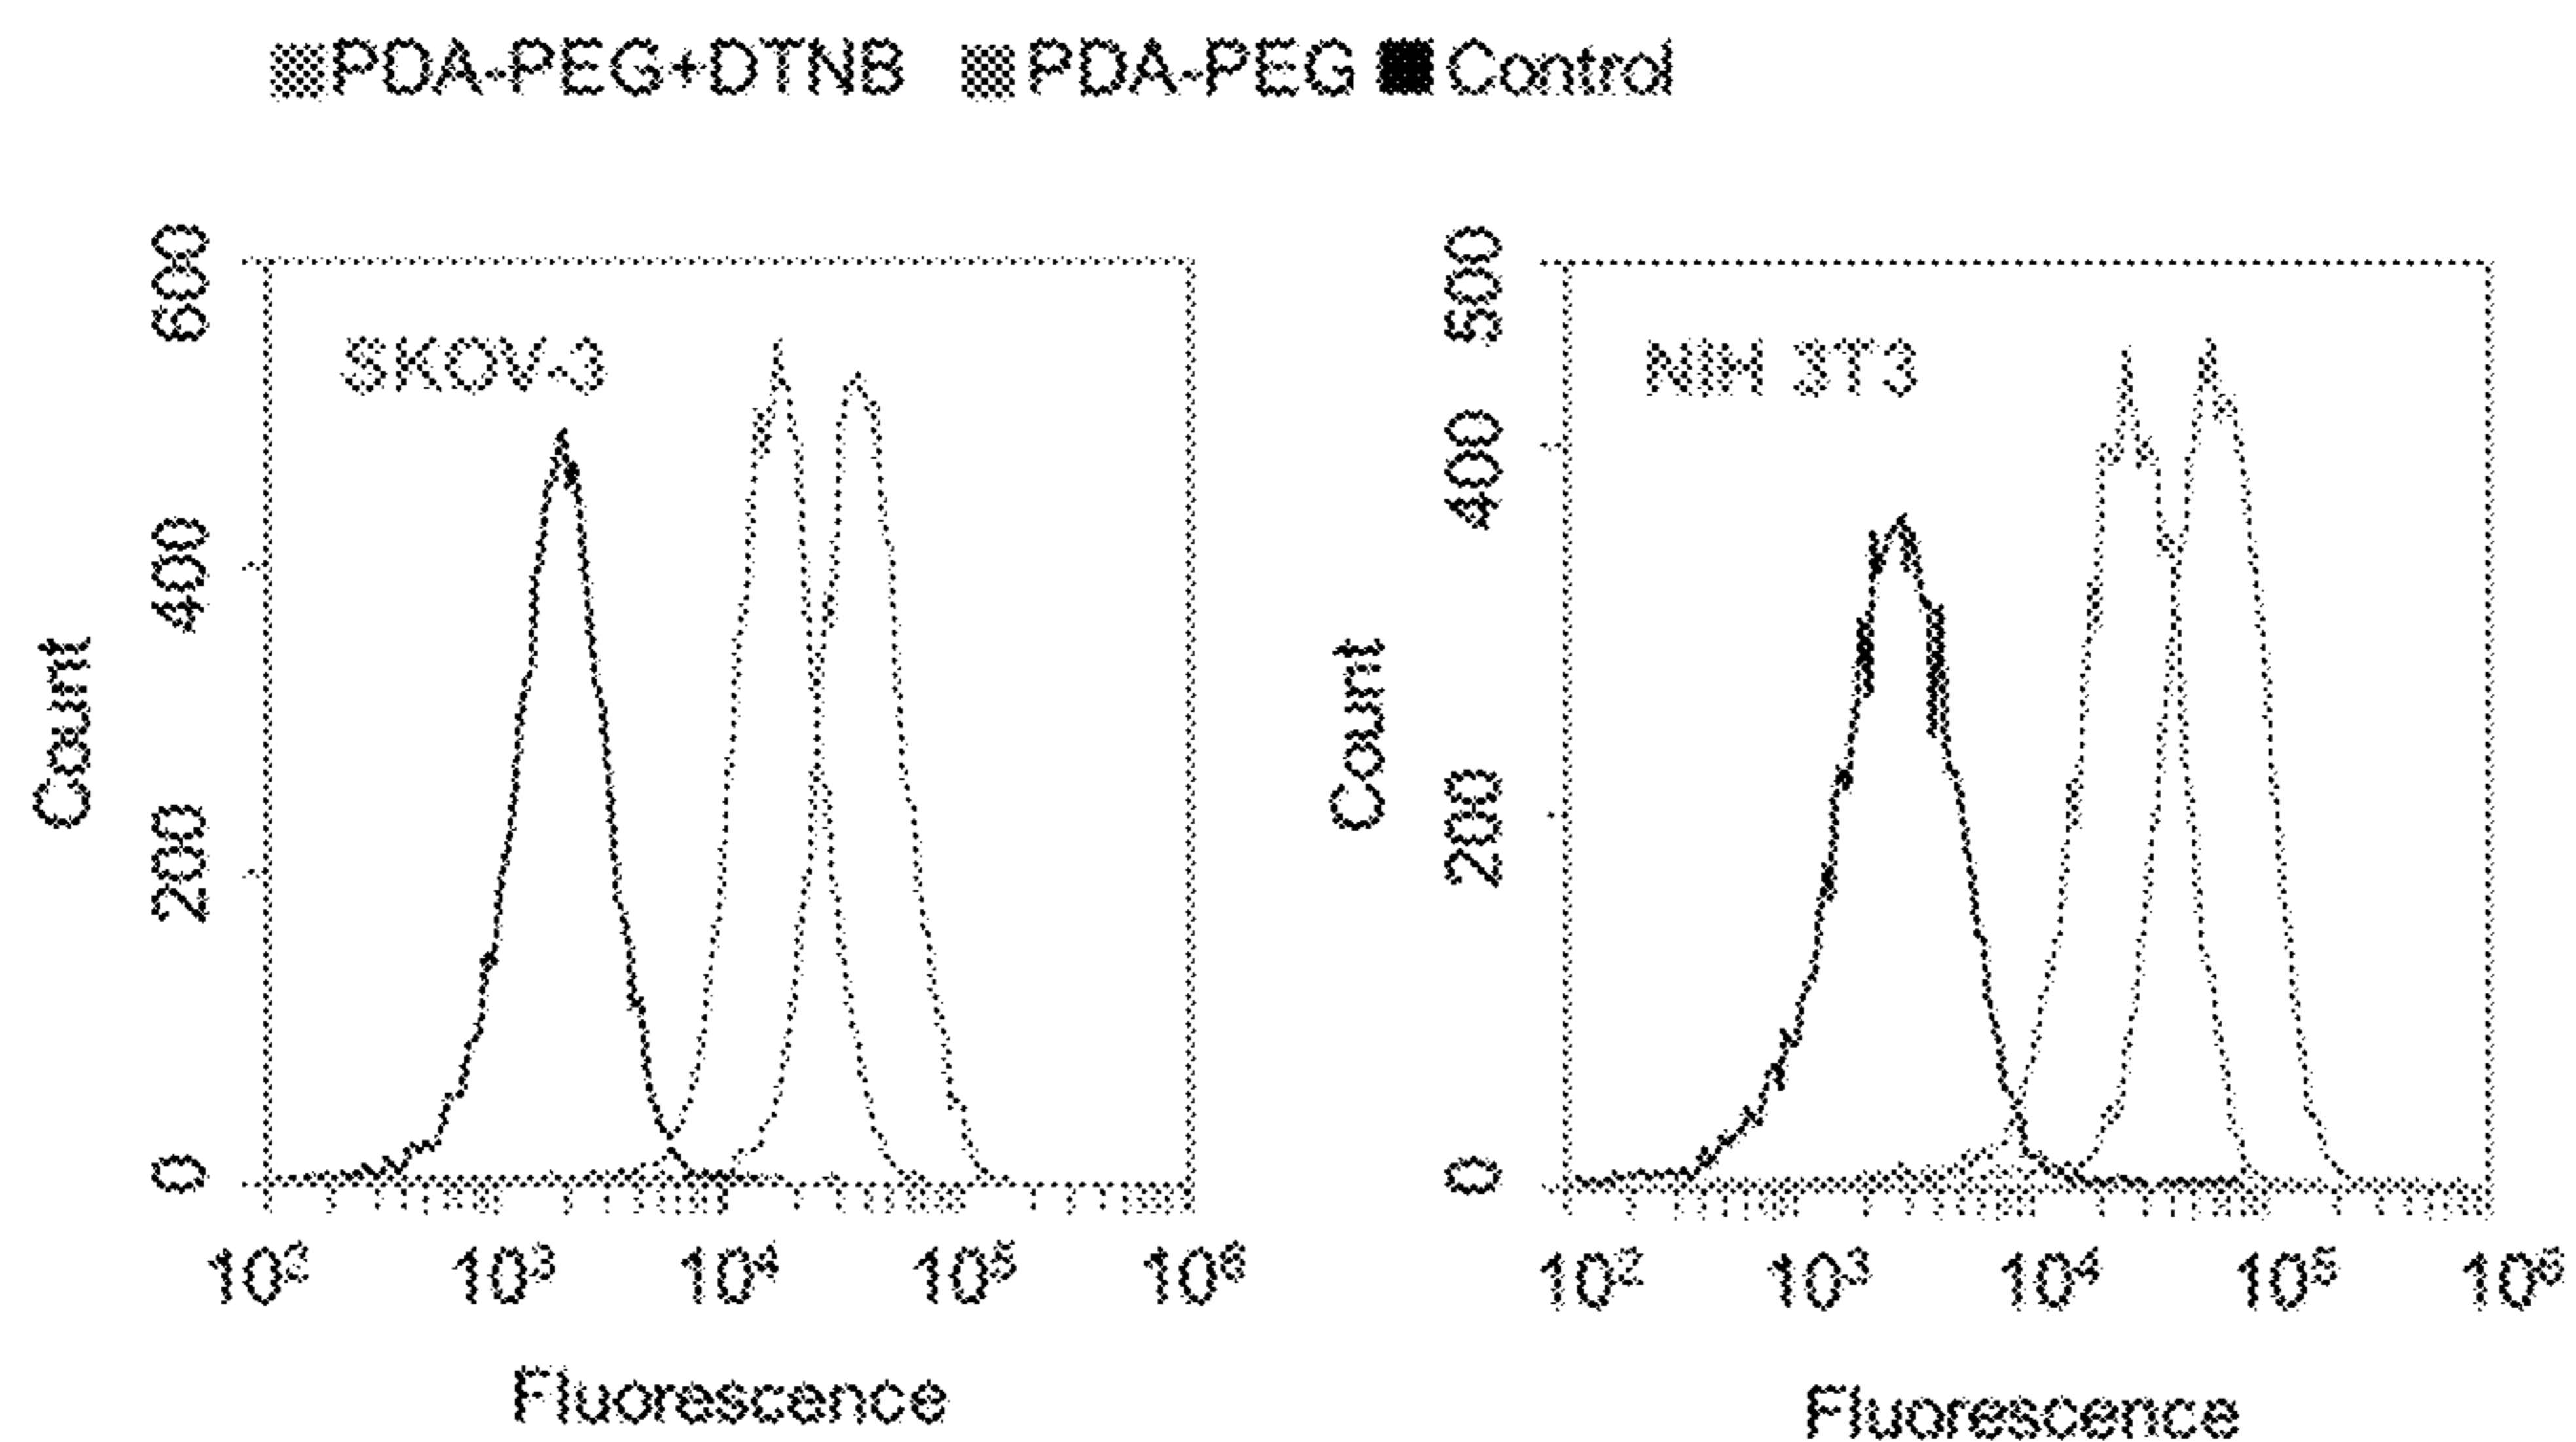 PDA-PEG+DTNB PDA-PEG Control
600
400
200
0
Count
SKOV-3
10² 10³ 10⁴ 10⁵ 10⁶
Fluorescence
500
400
200
0
Count
NIH 3T3
10² 10³ 10⁴ 10⁵ 10⁶
Fluorescence